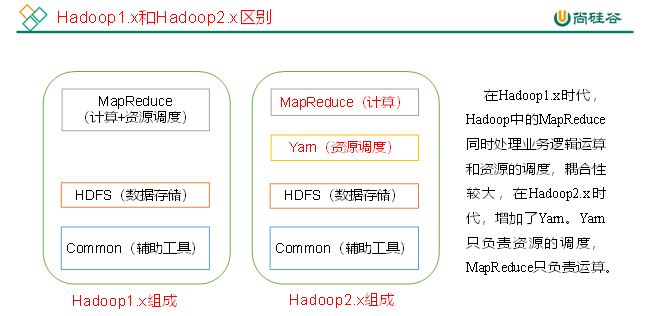 Hadoop1.x和Hadoop2.x区别
尚硅谷
MapReduce
（计算+资源调度）
HDFS（数据存储）
Common（辅助工具）
Hadoop1.x组成
MapReduce（计算）
Yarn（资源调度）
HDFS（数据存储）
Common（辅助工具）
Hadoop2.x组成
在Hadoop1.x时代，
Hadoop中的MapReduce
同时处理业务逻辑运算
和资源的调度，耦合性
较大，在Hadoop2.x时
代，增加了Yarn。Yarn
只负责资源的调度，
MapReduce只负责运算。